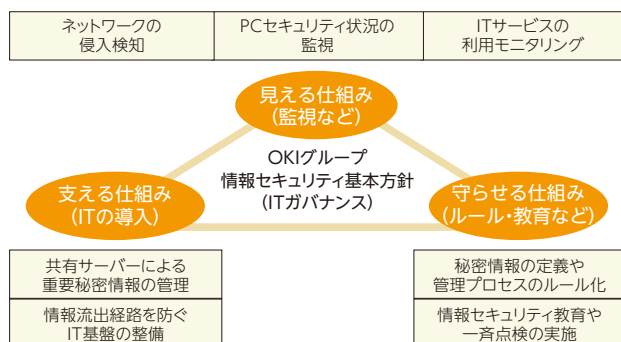 ネットワークの
侵入検知
PCセキュリティ状況の
監視
ITサービスの
利用モニタリング
見える仕組み
(監視など)
OKIグループ
情報セキュリティ基本方針
(ITガバナンス)
支える仕組み
(ITの導入)
守らせる仕組み
(ルール・教育など)
共有サーバーによる
重要秘密情報の管理
情報流出経路を防ぐ
IT基盤の整備
秘密情報の定義や
管理プロセスのルール化
情報セキュリティ教育や
一斉点検の実施